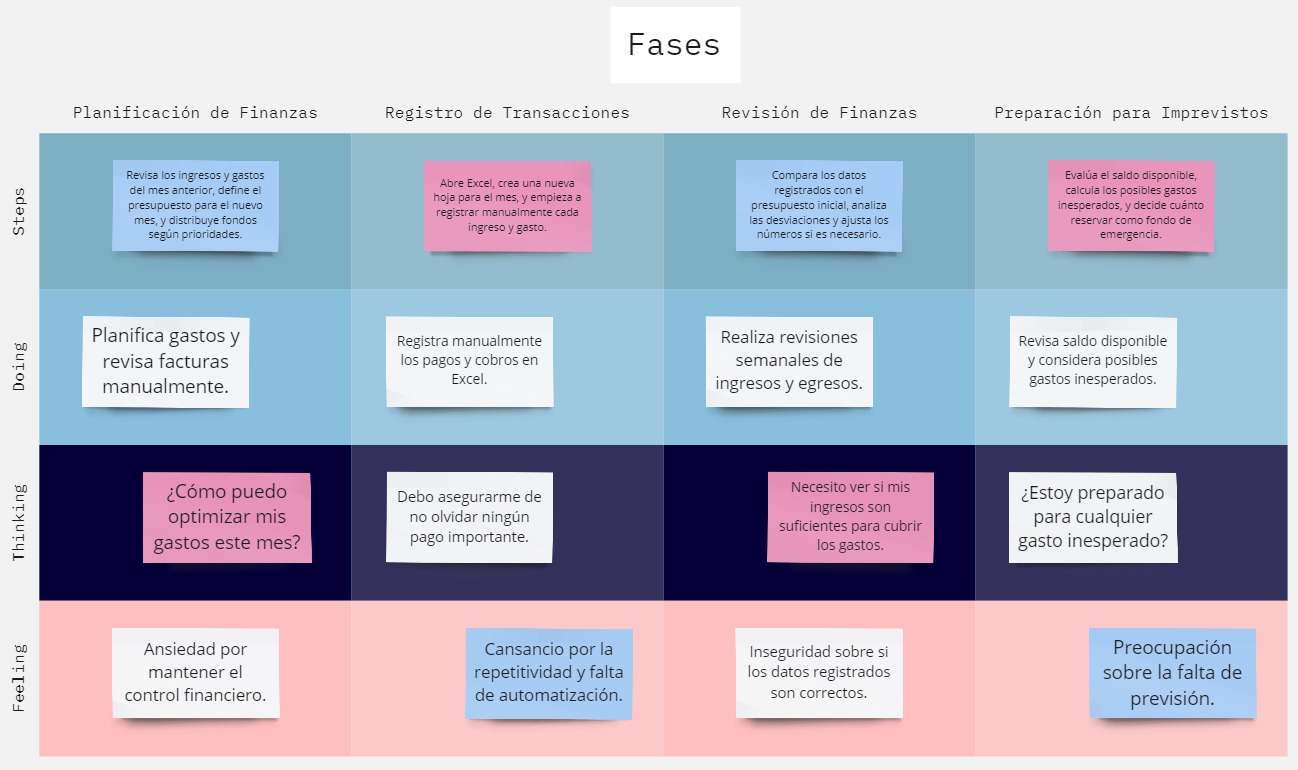 Fases
Planificación de Finanzas
Registro de Transacciones
Revisión de Finanzas
Preparación para Imprevistos
Steps
Revisa los ingresos y gastos
del mes anterior, define el
presupuesto para el nuevo
mes, y distribuye fondos
según prioridades.
Abre Excel, crea una nueva
hoja para el mes, y empieza a
registrar manualmente cada
ingreso y gasto.
Compara los datos
registrados con el
presupuesto inicial, analiza
las desviaciones y ajusta los
números si es necesario.
Evalúa el saldo disponible,
calcula los posibles gastos
inesperados, y decide cuánto
reservar como fondo de
emergencia.
Doing
Planifica gastos y
revisa facturas
manualmente.
Registra manualmente
los pagos y cobros en
Excel.
Realiza revisiones
semanales de
ingresos y egresos.
Revisa saldo disponible
y considera posibles
gastos inesperados.
Thinking
¿Cómo puedo
optimizar mis
gastos este mes?
Debo asegurarme de
no olvidar ningún
pago importante.
Necesito ver si mis
ingresos son
suficientes para cubrir
los gastos.
¿Estoy preparado
para cualquier
gasto inesperado?
Feeling
Ansiedad por
mantener el
control financiero.
Cansancio por la
repetitividad y falta
de automatización.
Inseguridad sobre si
los datos registrados
son correctos.
Preocupación
sobre la falta de
previsión.